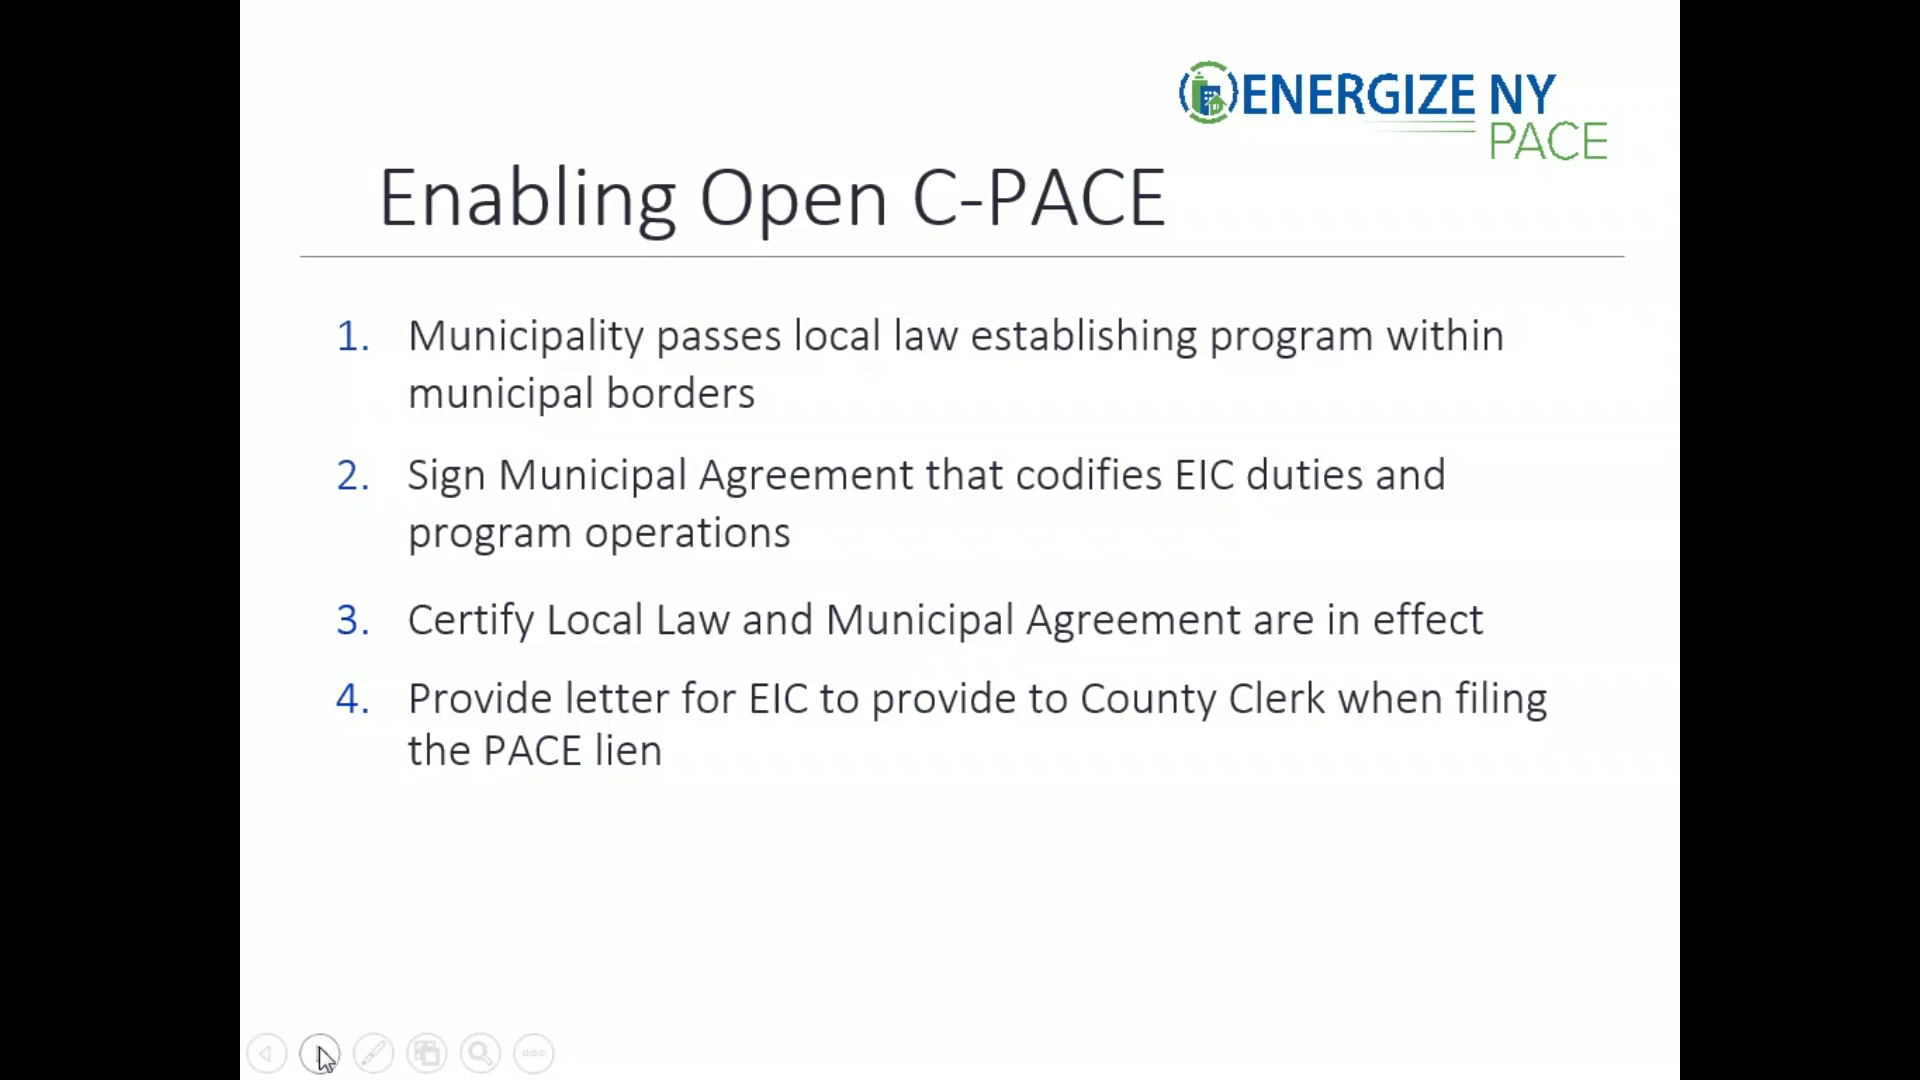 ENERGIZE NY
PACE
Enabling Open C-PACE
1. Municipality passes local law establishing program within
municipal borders
2. Sign Municipal Agreement that codifies EIC duties and
program operations
3. Certify Local Law and Municipal Agreement are in effect
4. Provide letter for EIC to provide to County Clerk when filing
the PACE lien